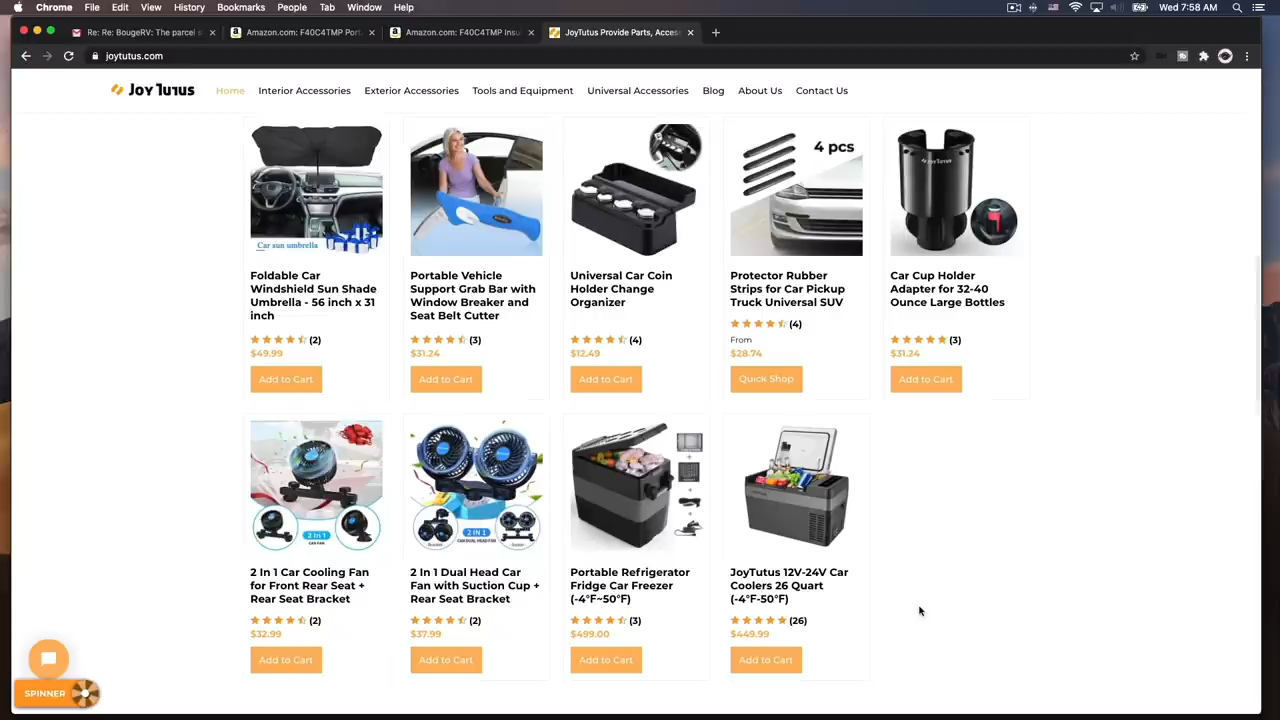 Chrome File Edit View History Bookmarks People Tab Window Help Wed 7:58 AM
Re: Re: BougeRV: The parcel s
Amazon.com: F40C4TMP Port
Amazon.com: F40C4TMP Insu
JoyTutus Provide Parts, Access
joytutus.com
JoyTutus Home Interior Accessories Exterior Accessories Tools and Equipment Universal Accessories Blog About Us Contact Us
Car sun umbrella
4 pcs
JoyTutus
Foldable Car
Windshield Sun Shade
Umbrella - 56 inch x 31
inch
(2)
$49.99
Add to Cart
Portable Vehicle
Support Grab Bar with
Window Breaker and
Seat Belt Cutter
(3)
$31.24
Add to Cart
Universal Car Coin
Holder Change
Organizer
(4)
$12.49
Add to Cart
Protector Rubber
Strips for Car Pickup
Truck Universal SUV
(4)
From
$28.74
Quick Shop
Car Cup Holder
Adapter for 32-40
Ounce Large Bottles
(3)
$31.24
Add to Cart
2 In 1
2 IN 1
2 In 1 Car Cooling Fan
for Front Rear Seat +
Rear Seat Bracket
(2)
$32.99
Add to Cart
2 In 1 Dual Head Car
Fan with Suction Cup +
Rear Seat Bracket
(2)
$37.99
Add to Cart
Portable Refrigerator
Fridge Car Freezer
(-4°F~50°F)
(3)
$499.00
Add to Cart
JoyTutus 12V-24V Car
Coolers 26 Quart
(-4°F-50°F)
(26)
$449.99
Add to Cart
SPINNER